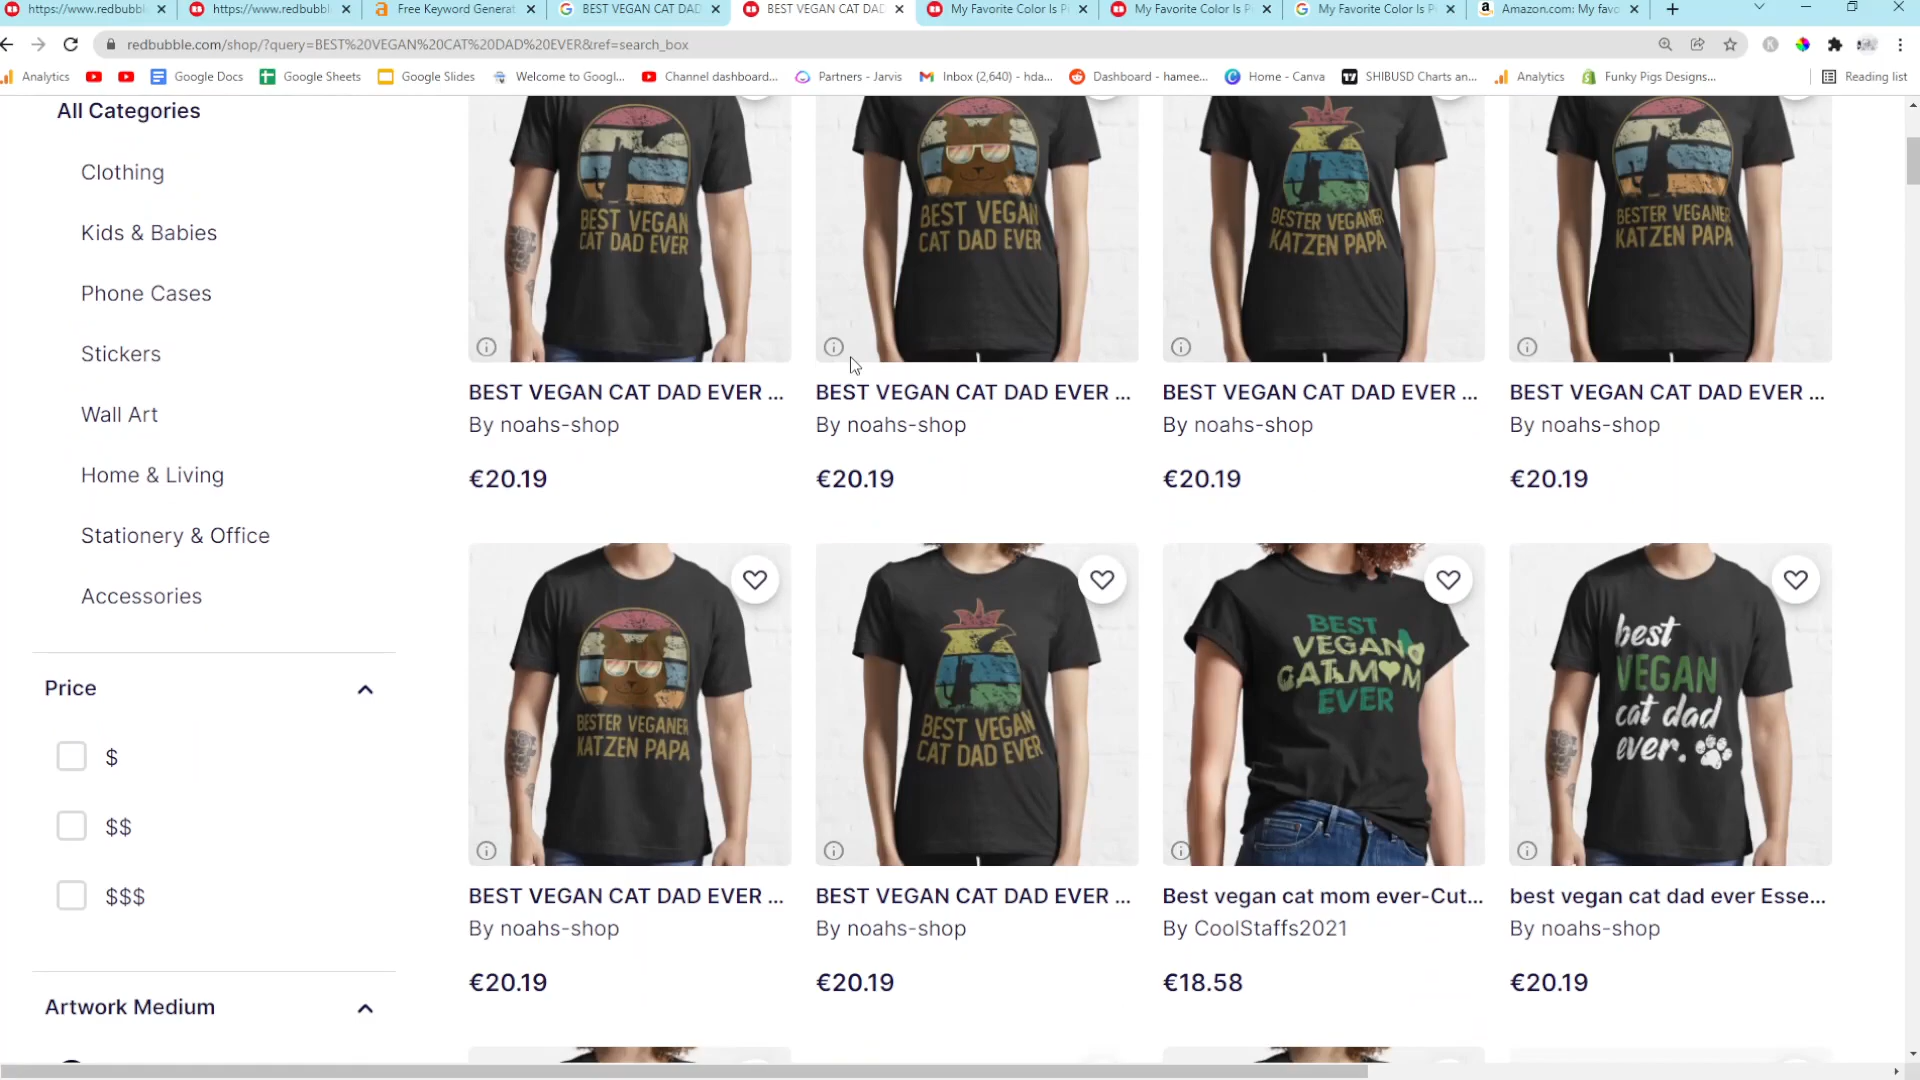 https://www.redbubbl
https://www.redbubbl
Free Keyword Generat
BEST VEGAN CAT DAD
BEST VEGAN CAT DAD
My Favorite Color Is P
My Favorite Color Is P
My Favorite Color Is P
Amazon.com: My favo
redbubble.com/shop/?query=BEST%20VEGAN%20CAT%20DAD%20EVER&ref=search_box
Analytics
Google Docs
Google Sheets
Google Slides
Welcome to Googl...
Channel dashboard...
Partners - Jarvis
Inbox (2,640) - hda...
Dashboard - hamee...
Home - Canva
SHIBUSD Charts an...
Analytics
Funky Pigs Designs...
Reading list
All Categories
Clothing
Kids & Babies
Phone Cases
Stickers
Wall Art
Home & Living
Stationery & Office
Accessories
Price
$
$$
$$$
Artwork Medium
BEST VEGAN
CAT DAD EVER
BEST VEGAN
CAT DAD EVER
BESTER VEGANER
KATZEN PAPA
BESTER VEGANER
KATZEN PAPA
BEST VEGAN CAT DAD EVER ...
By noahs-shop
€20.19
BEST VEGAN CAT DAD EVER ...
By noahs-shop
€20.19
BEST VEGAN CAT DAD EVER ...
By noahs-shop
€20.19
BEST VEGAN CAT DAD EVER ...
By noahs-shop
€20.19
BESTER VEGANER
KATZEN PAPA
BEST VEGAN
CAT DAD EVER
BEST
VEGAN
CAT MOM
EVER
best
VEGAN
cat dad
ever.
BEST VEGAN CAT DAD EVER ...
By noahs-shop
€20.19
BEST VEGAN CAT DAD EVER ...
By noahs-shop
€20.19
Best vegan cat mom ever-Cut...
By CoolStaffs2021
€18.58
best vegan cat dad ever Esse...
By noahs-shop
€20.19